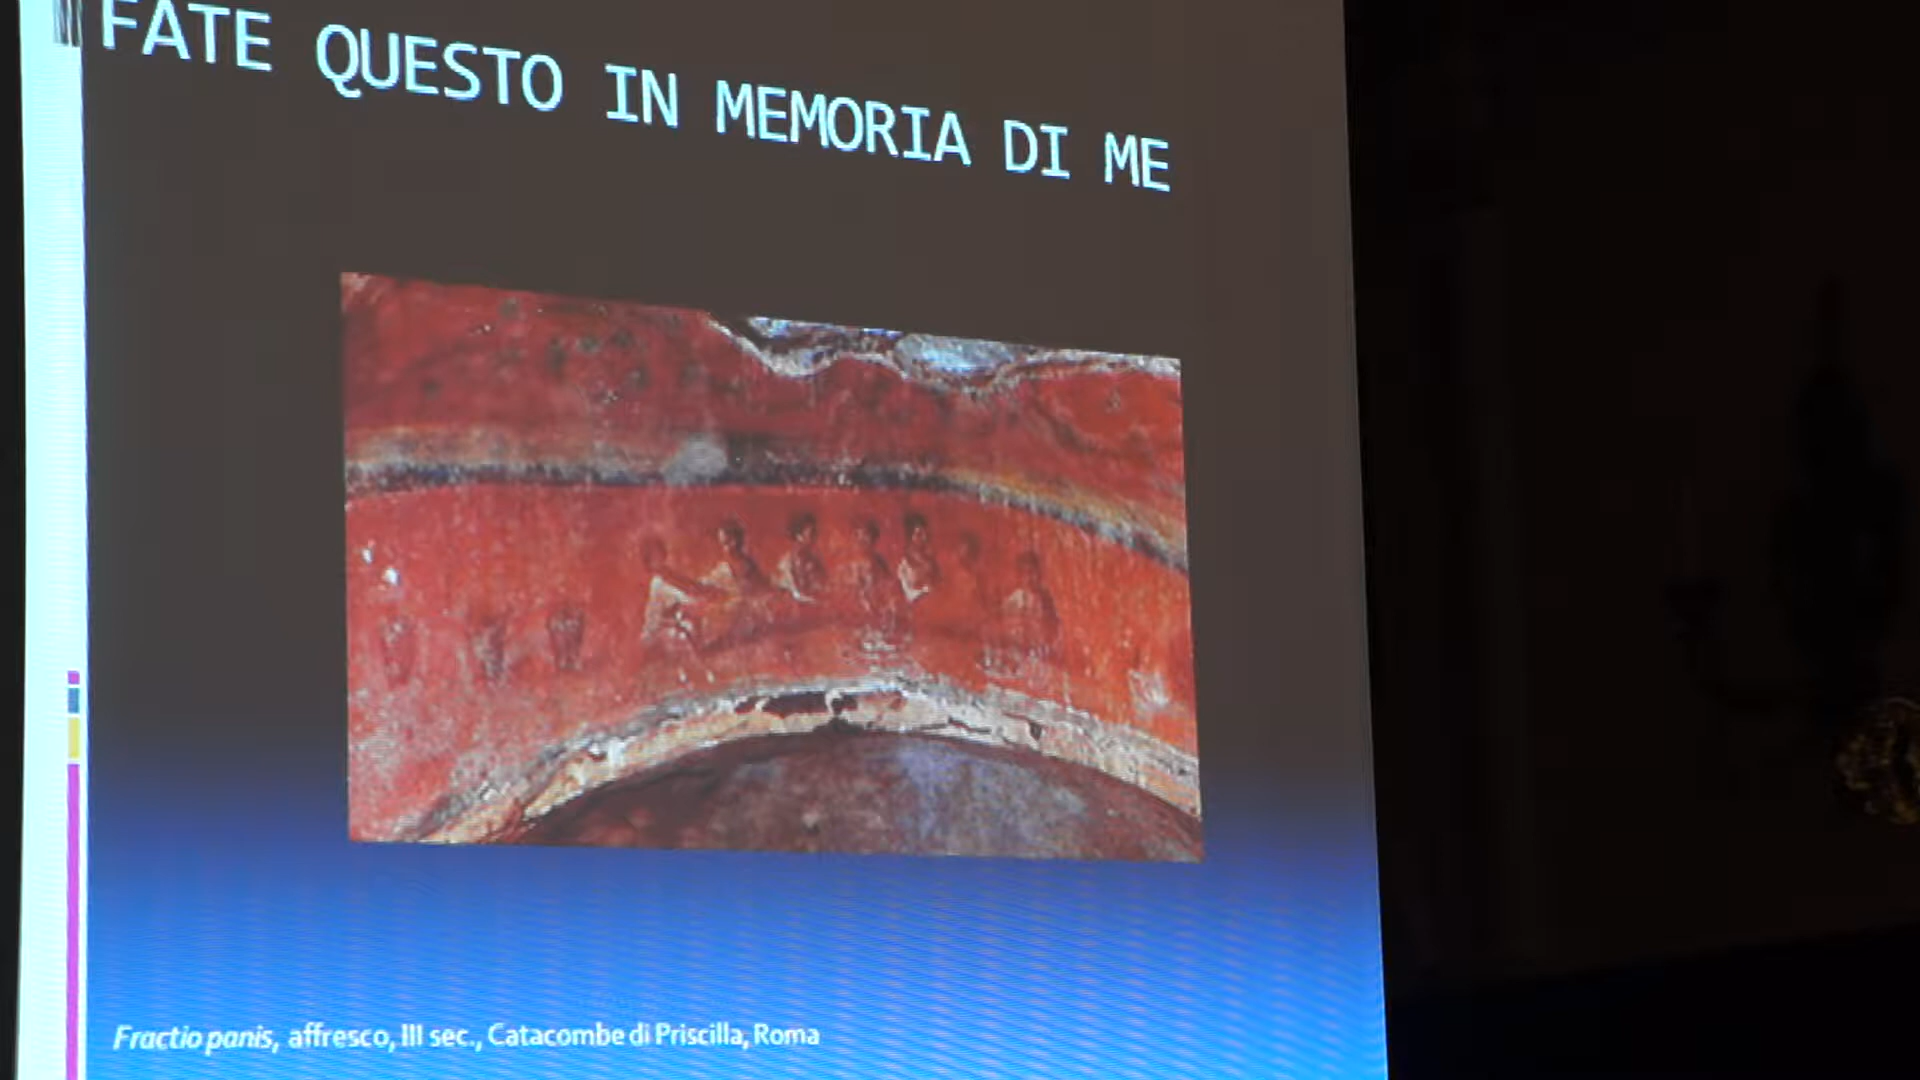 FATE QUESTO IN MEMORIA DI ME
Fractio panis, affresco, III sec., Catacombe di Priscilla, Roma